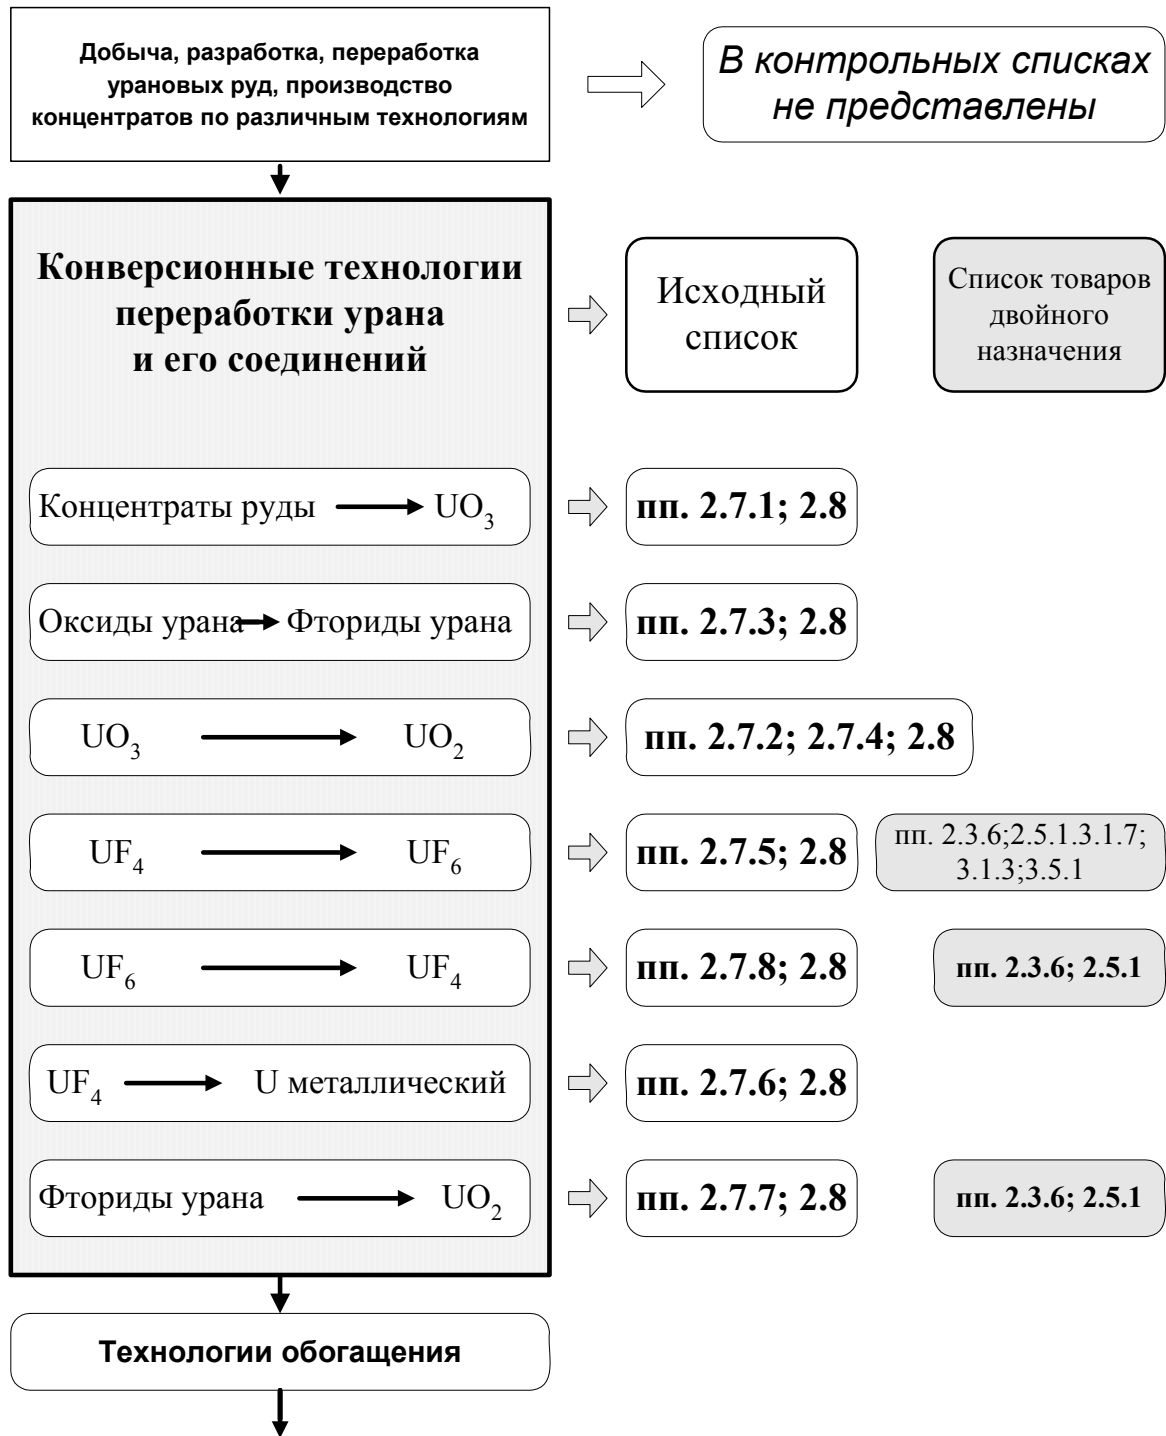 Добыча, разработка, переработка
урановых руд, производство
концентратов по различным технологиям
В контрольных списках
не представлены
Конверсионные технологии
переработки урана
и его соединений
Исходный
список
Список товаров
двойного
назначения
Концентраты руды UO₃
пп. 2.7.1; 2.8
Оксиды урана Фториды урана
пп. 2.7.3; 2.8
UO₃ UO₂
пп. 2.7.2; 2.7.4; 2.8
UF₄ UF₆
пп. 2.7.5; 2.8
пп. 2.3.6;2.5.1.3.1.7;
3.1.3;3.5.1
UF₆ UF₄
пп. 2.7.8; 2.8
пп. 2.3.6; 2.5.1
UF₄ U металлический
пп. 2.7.6; 2.8
Фториды урана UO₂
пп. 2.7.7; 2.8
пп. 2.3.6; 2.5.1
Технологии обогащения